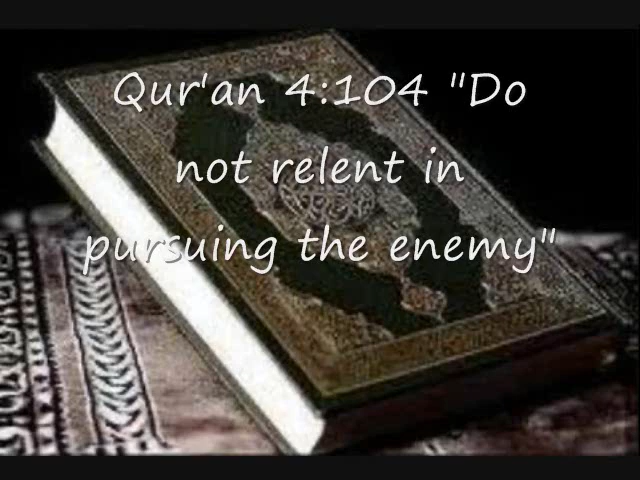 Qur'an 4:104 "Do
not relent in
pursuing the enemy"